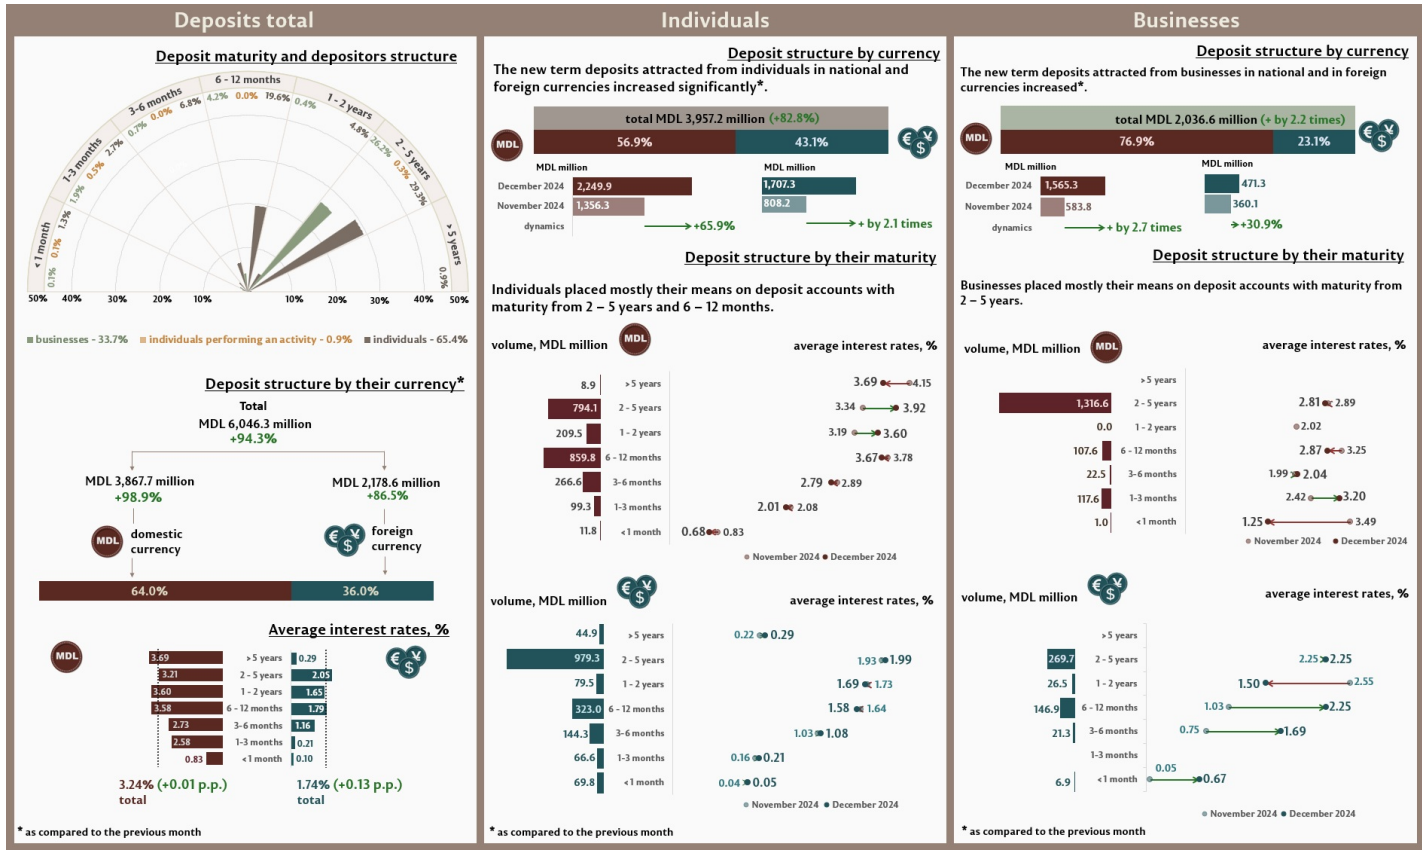 Deposits total
Deposit maturity and depositors structure
< 1 month
1-3 months
3-6 months
6 - 12 months
1 - 2 years
2 - 5 years
> 5 years
0.1%
0.1%
1.3%
1.9%
0.5%
2.7%
0.7%
0.0%
6.8%
4.2%
0.0%
19.6%
0.4%
4.8%
26.2%
0.3%
29.3%
0.9%
50% 40% 30% 20% 10% 10% 20% 30% 40% 50%
businesses - 33.7% individuals performing an activity - 0.9% individuals - 65.4%
Deposit structure by their currency*
Total
MDL 6,046.3 million
+94.3%
MDL 3,867.7 million
+98.9%
MDL 2,178.6 million
+86.5%
MDL domestic currency
€ ¥ $ foreign currency
64.0% 36.0%
Average interest rates, %
MDL € ¥ $
3.69 > 5 years 0.29
3.21 2 - 5 years 2.05
3.60 1 - 2 years 1.65
3.58 6 - 12 months 1.79
2.73 3-6 months 1.16
2.58 1-3 months 0.21
0.83 < 1 month 0.10
3.24% (+0.01 p.p.)
total
1.74% (+0.13 p.p.)
total
* as compared to the previous month
Individuals
Deposit structure by currency
The new term deposits attracted from individuals in national and
foreign currencies increased significantly*.
total MDL 3,957.2 million (+82.8%)
MDL 56.9% 43.1% € ¥ $
MDL million MDL million
December 2024 2,249.9 1,707.3
November 2024 1,356.3 808.2
dynamics +65.9% + by 2.1 times
Deposit structure by their maturity
Individuals placed mostly their means on deposit accounts with
maturity from 2 – 5 years and 6 – 12 months.
volume, MDL million MDL average interest rates, %
8.9 > 5 years 3.69 4.15
794.1 2 - 5 years 3.34 3.92
209.5 1 - 2 years 3.19 3.60
859.8 6 - 12 months 3.67 3.78
266.6 3-6 months 2.79 2.89
99.3 1-3 months 2.01 2.08
11.8 < 1 month 0.68 0.83
November 2024 December 2024
volume, MDL million € ¥ $ average interest rates, %
44.9 > 5 years 0.22 0.29
979.3 2 - 5 years 1.93 1.99
79.5 1 - 2 years 1.69 1.73
323.0 6 - 12 months 1.58 1.64
144.3 3-6 months 1.03 1.08
66.6 1-3 months 0.16 0.21
69.8 < 1 month 0.04 0.05
November 2024 December 2024
* as compared to the previous month
Businesses
Deposit structure by currency
The new term deposits attracted from businesses in national and in foreign
currencies increased*.
total MDL 2,036.6 million (+ by 2.2 times)
MDL 76.9% 23.1% € ¥ $
MDL million MDL million
December 2024 1,565.3 471.3
November 2024 583.8 360.1
dynamics + by 2.7 times +30.9%
Deposit structure by their maturity
Businesses placed mostly their means on deposit accounts with maturity from
2 – 5 years.
volume, MDL million MDL average interest rates, %
> 5 years
1,316.6 2 - 5 years 2.81 2.89
0.0 1 - 2 years 2.02
107.6 6 - 12 months 2.87 3.25
22.5 3-6 months 1.99 2.04
117.6 1-3 months 2.42 3.20
1.0 < 1 month 1.25 3.49
November 2024 December 2024
volume, MDL million € ¥ $ average interest rates, %
> 5 years
269.7 2 - 5 years 2.25 2.25
26.5 1 - 2 years 1.50 2.55
146.9 6 - 12 months 1.03 2.25
21.3 3-6 months 0.75 1.69
1-3 months
6.9 < 1 month 0.05 0.67
November 2024 December 2024
* as compared to the previous month